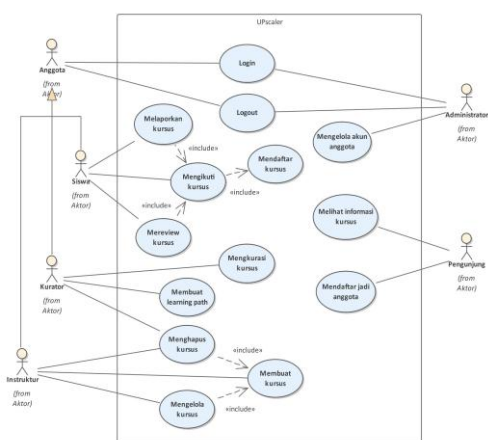 UPscaler
Anggota
(from
Aktor)
Login
Logout
Administrator
(from
Aktor)
Mengelola akun
anggota
Melaporkan
kursus
«include»
Siswa
(from
Aktor)
Mengikuti
kursus
Mendaftar
kursus
«include»
«include»
Mereview
kursus
Melihat informasi
kursus
Pengunjung
(from
Aktor)
Mendaftar jadi
anggota
Kurator
(from
Aktor)
Mengkurasi
kursus
Membuat
learning path
Menghapus
kursus
«include»
Instruktur
(from
Aktor)
Membuat
kursus
Mengelola
kursus
«include»